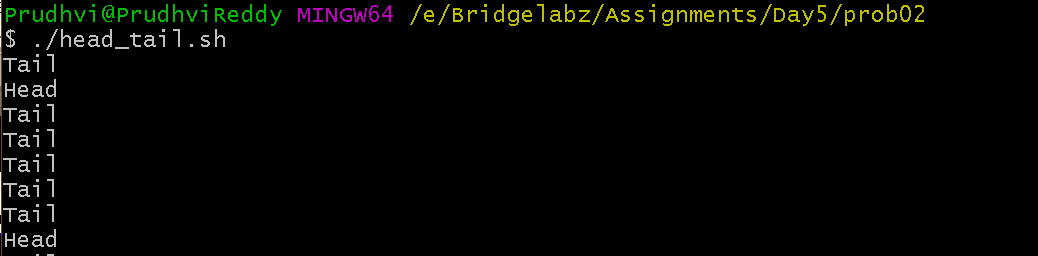 Prudhvi@PrudhviReddy MINGW64 /e/Bridgelabz/Assignments/Day5/prob02
$ ./head_tail.sh
Tail
Head
Tail
Tail
Tail
Tail
Tail
Head